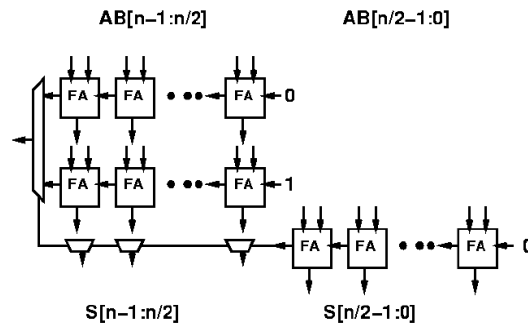 AB[n-1:n/2] AB[n/2-1:0]
FA FA FA 0
FA FA FA 1
FA FA FA 0
S[n-1:n/2] S[n/2-1:0]